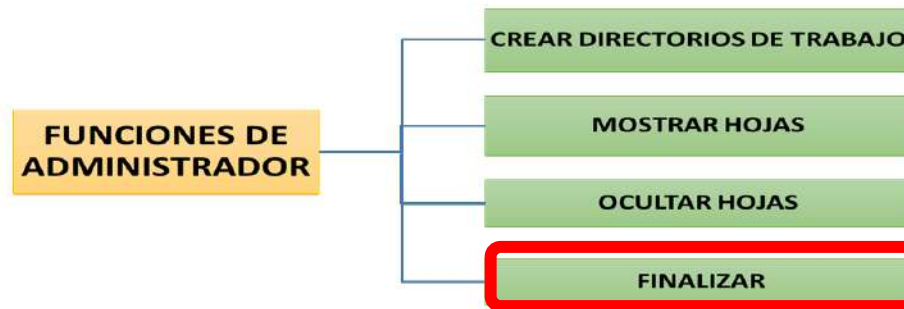 FUNCIONES DE
ADMINISTRADOR
CREAR DIRECTORIOS DE TRABAJO
MOSTRAR HOJAS
OCULTAR HOJAS
FINALIZAR